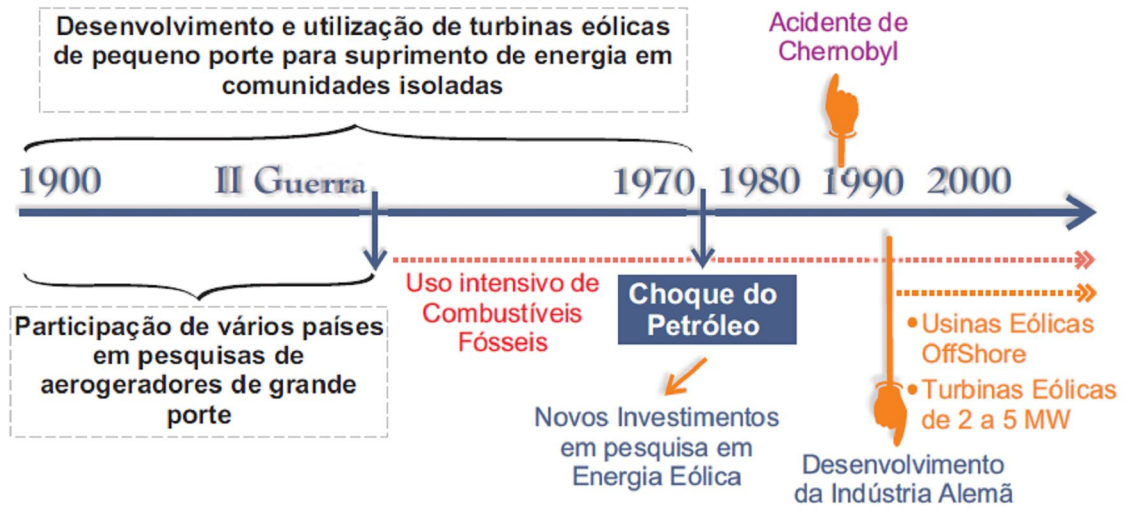 Desenvolvimento e utilização de turbinas eólicas
de pequeno porte para suprimento de energia em
comunidades isoladas
Acidente de
Chernobyl
1900 II Guerra 1970 1980 1990 2000
Participação de vários países
em pesquisas de
aerogeradores de grande
porte
Uso intensivo de
Combustíveis
Fósseis
Choque do
Petróleo
Novos Investimentos
em pesquisa em
Energia Eólica
• Usinas Eólicas
OffShore
• Turbinas Eólicas
de 2 a 5 MW
Desenvolvimento
da Indústria Alemã